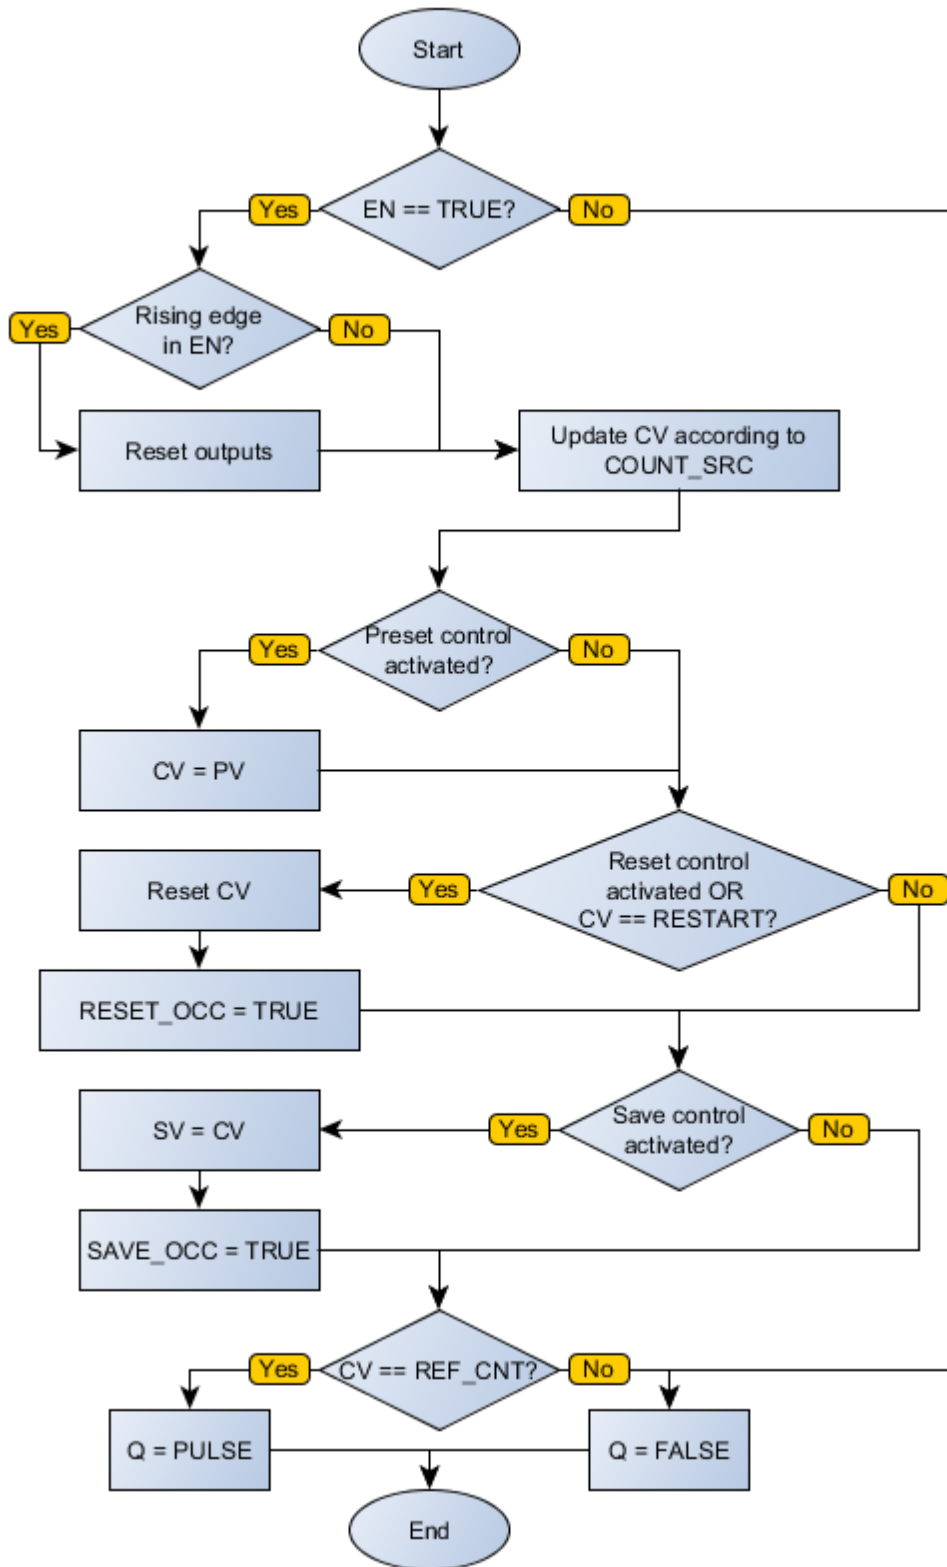 Start
EN == TRUE?
Yes
No
Rising edge
in EN?
Yes
No
Reset outputs
Update CV according to
COUNT_SRC
Preset control
activated?
Yes
No
CV = PV
Reset control
activated OR
CV == RESTART?
Yes
No
Reset CV
RESET_OCC = TRUE
Save control
activated?
Yes
No
SV = CV
SAVE_OCC = TRUE
CV == REF_CNT?
Yes
No
Q = PULSE
Q = FALSE
End